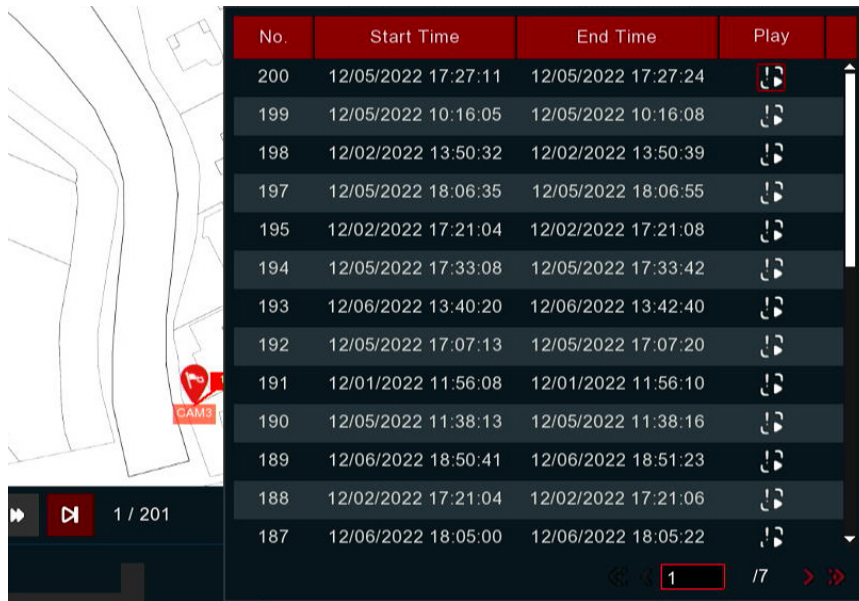 No. Start Time End Time Play
200 12/05/2022 17:27:11 12/05/2022 17:27:24
199 12/05/2022 10:16:05 12/05/2022 10:16:08
198 12/02/2022 13:50:32 12/02/2022 13:50:39
197 12/05/2022 18:06:35 12/05/2022 18:06:55
195 12/02/2022 17:21:04 12/02/2022 17:21:08
194 12/05/2022 17:33:08 12/05/2022 17:33:42
193 12/06/2022 13:40:20 12/06/2022 13:42:40
192 12/05/2022 17:07:13 12/05/2022 17:07:20
191 12/01/2022 11:56:08 12/01/2022 11:56:10
CAM3
190 12/05/2022 11:38:13 12/05/2022 11:38:16
189 12/06/2022 18:50:41 12/06/2022 18:51:23
188 12/02/2022 17:21:04 12/02/2022 17:21:06
1 / 201
187 12/06/2022 18:05:00 12/06/2022 18:05:22
1 /7